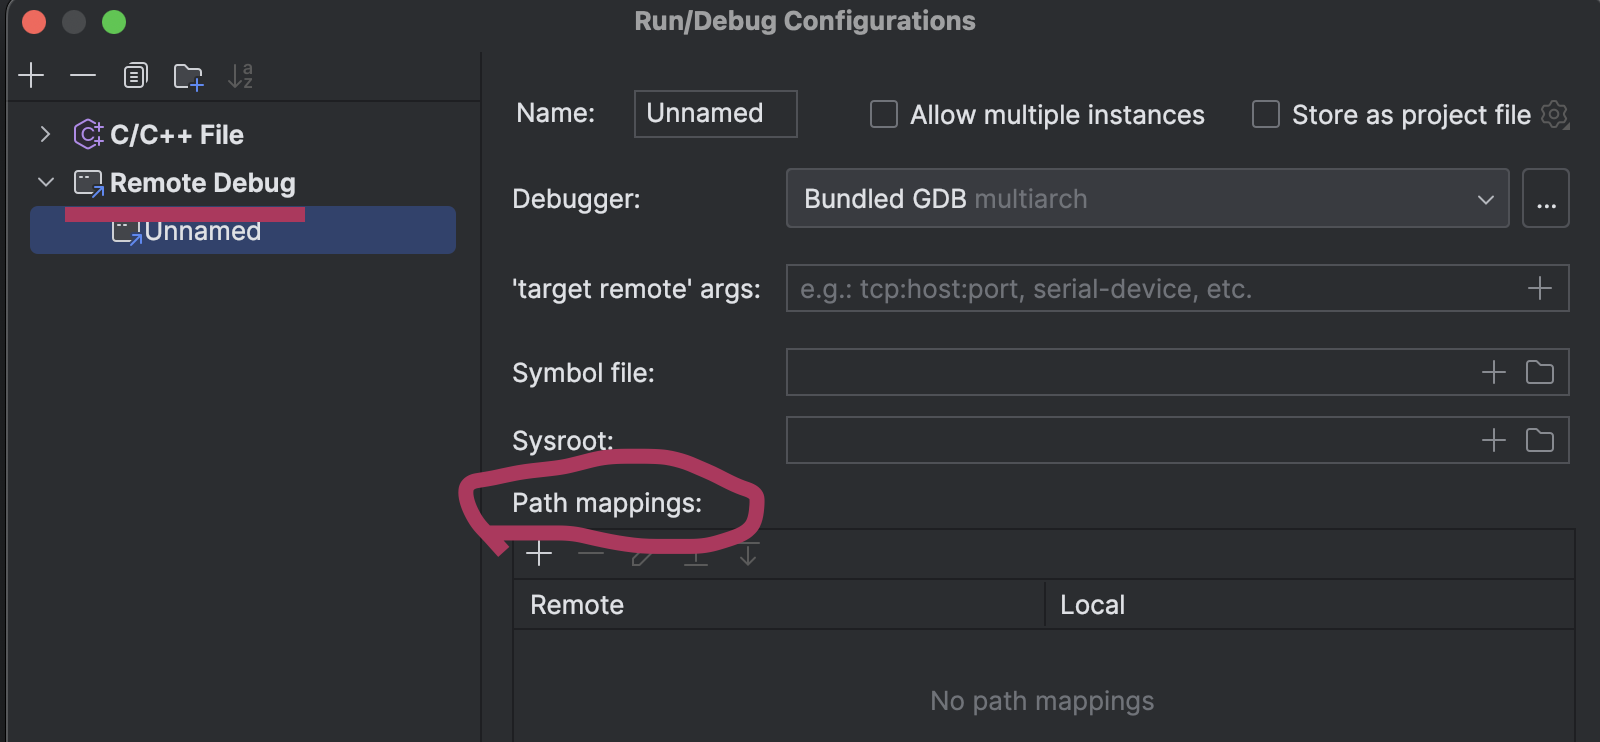 Run/Debug Configurations
Name: Unnamed Allow multiple instances Store as project file
C/C++ File
Remote Debug
Unnamed
Debugger: Bundled GDB multiarch ...
'target remote' args: e.g.: tcp:host:port, serial-device, etc.
Symbol file:
Sysroot:
Path mappings:
Remote Local
No path mappings